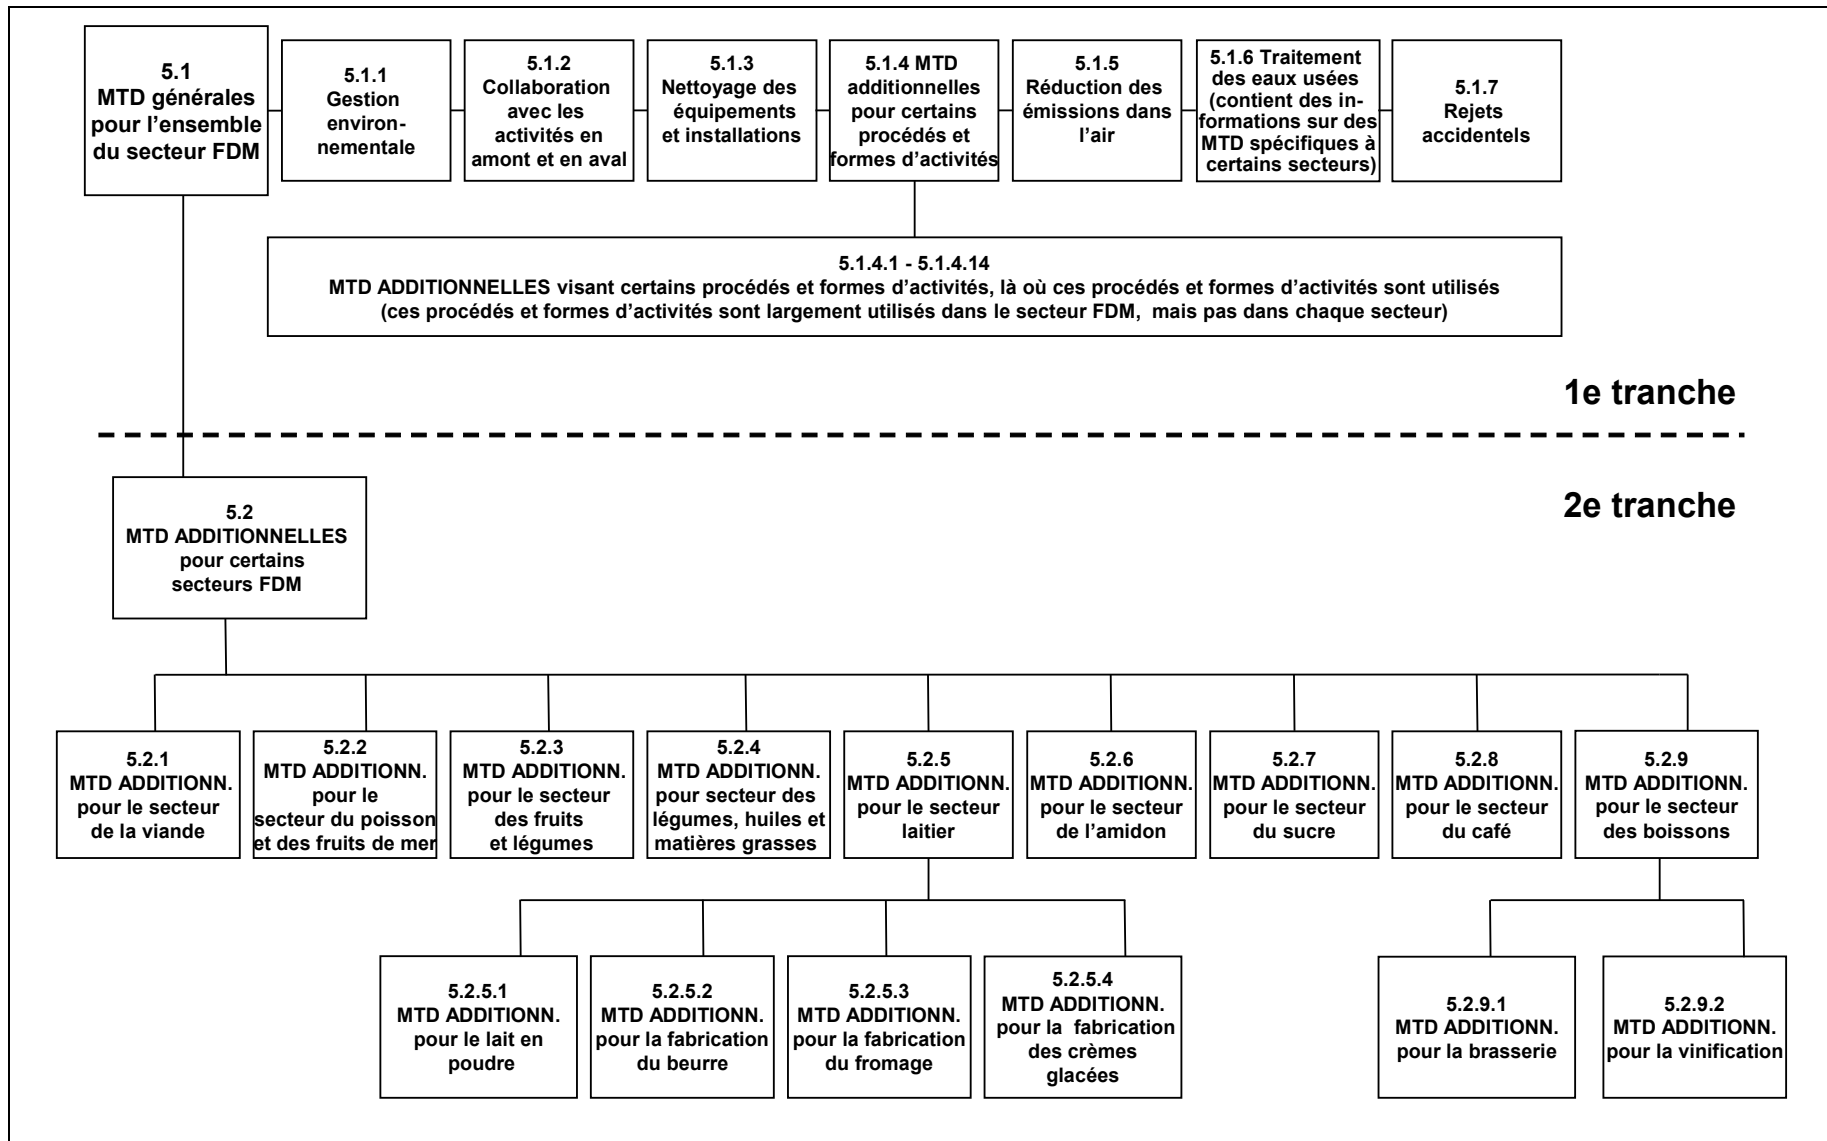 5.1
MTD générales
pour l’ensemble
du secteur FDM
5.1.1
Gestion
environ-
nementale
5.1.2
Collaboration
avec les
activités en
amont et en aval
5.1.3
Nettoyage des
équipements
et installations
5.1.4 MTD
additionnelles
pour certains
procédés et
formes d’activités
5.1.5
Réduction des
émissions dans
l’air
5.1.6 Traitement
des eaux usées
(contient des in-
formations sur des
MTD spécifiques à
certains secteurs)
5.1.7
Rejets
accidentels
5.1.4.1 - 5.1.4.14
MTD ADDITIONNELLES visant certains procédés et formes d’activités, là où ces procédés et formes d’activités sont utilisés
(ces procédés et formes d’activités sont largement utilisés dans le secteur FDM, mais pas dans chaque secteur)
1e tranche
2e tranche
5.2
MTD ADDITIONNELLES
pour certains
secteurs FDM
5.2.1
MTD ADDITIONN.
pour le secteur
de la viande
5.2.2
MTD ADDITIONN.
pour le
secteur du poisson
et des fruits de mer
5.2.3
MTD ADDITIONN.
pour le secteur
des fruits
et légumes
5.2.4
MTD ADDITIONN.
pour secteur des
légumes, huiles et
matières grasses
5.2.5
MTD ADDITIONN.
pour le secteur
laitier
5.2.6
MTD ADDITIONN.
pour le secteur
de l’amidon
5.2.7
MTD ADDITIONN.
pour le secteur
du sucre
5.2.8
MTD ADDITIONN.
pour le secteur
du café
5.2.9
MTD ADDITIONN.
pour le secteur
des boissons
5.2.5.1
MTD ADDITIONN.
pour le lait en
poudre
5.2.5.2
MTD ADDITIONN.
pour la fabrication
du beurre
5.2.5.3
MTD ADDITIONN.
pour la fabrication
du fromage
5.2.5.4
MTD ADDITIONN.
pour la fabrication
des crèmes
glacées
5.2.9.1
MTD ADDITIONN.
pour la brasserie
5.2.9.2
MTD ADDITIONN.
pour la vinification